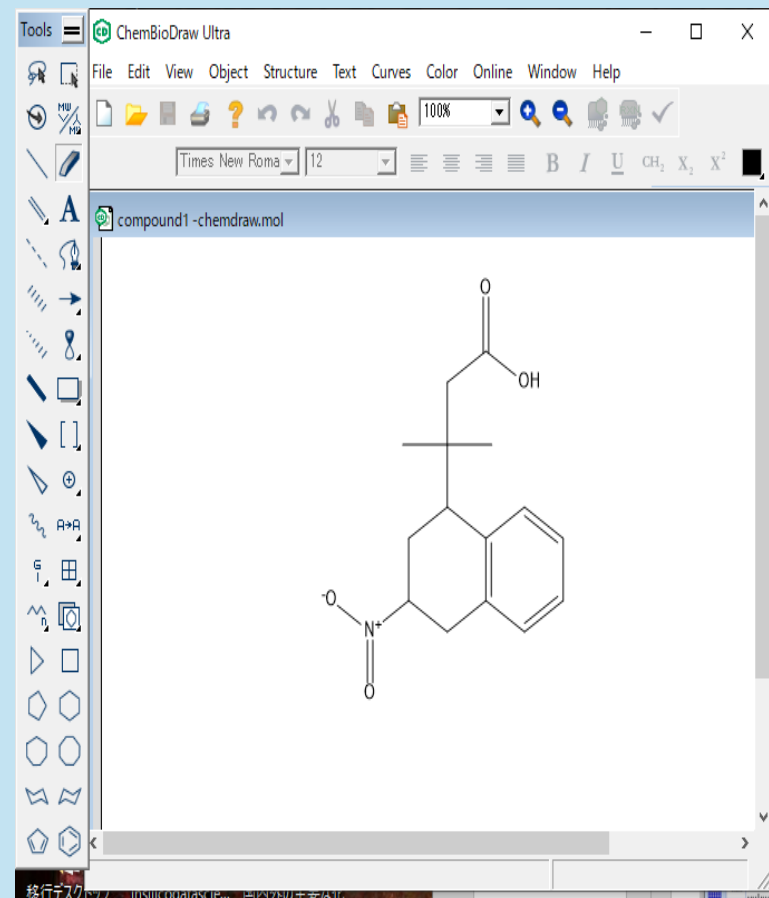 Tools
ChemBioDraw Ultra
File Edit View Object Structure Text Curves Color Online Window Help
MW
100%
A
Times New Roma 12
B I U CH2 X2 X2
compound1 -chemdraw.mol
O
OH
-O
N+
O